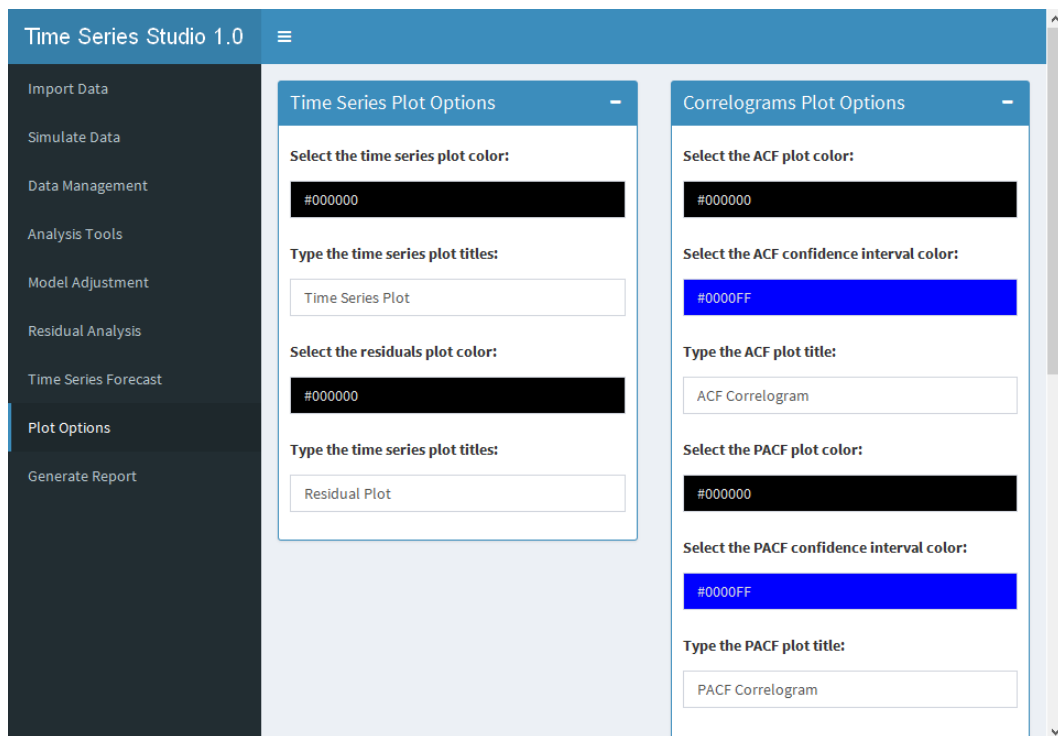 Time Series Studio 1.0
Import Data
Simulate Data
Data Management
Analysis Tools
Model Adjustment
Residual Analysis
Time Series Forecast
Plot Options
Generate Report
Time Series Plot Options
Select the time series plot color:
#000000
Type the time series plot titles:
Time Series Plot
Select the residuals plot color:
#000000
Type the time series plot titles:
Residual Plot
Correlograms Plot Options
Select the ACF plot color:
#000000
Select the ACF confidence interval color:
#0000FF
Type the ACF plot title:
ACF Correlogram
Select the PACF plot color:
#000000
Select the PACF confidence interval color:
#0000FF
Type the PACF plot title:
PACF Correlogram